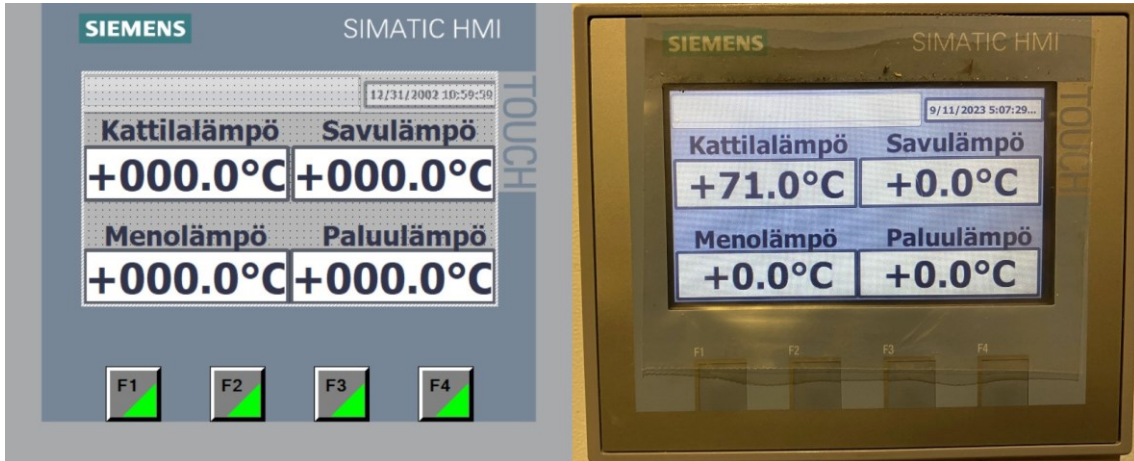 SIEMENS SIMATIC HMI
TOUCH
12/31/2002 10:59:59
Kattilalämpö Savulämpö
+000.0°C +000.0°C
Menolämpö Paluulämpö
+000.0°C +000.0°C
F1 F2 F3 F4
SIEMENS SIMATIC HMI
TOUCH
9/11/2023 5:07:29...
Kattilalämpö Savulämpö
+71.0°C +0.0°C
Menolämpö Paluulämpö
+0.0°C +0.0°C
F1 F2 F3 F4